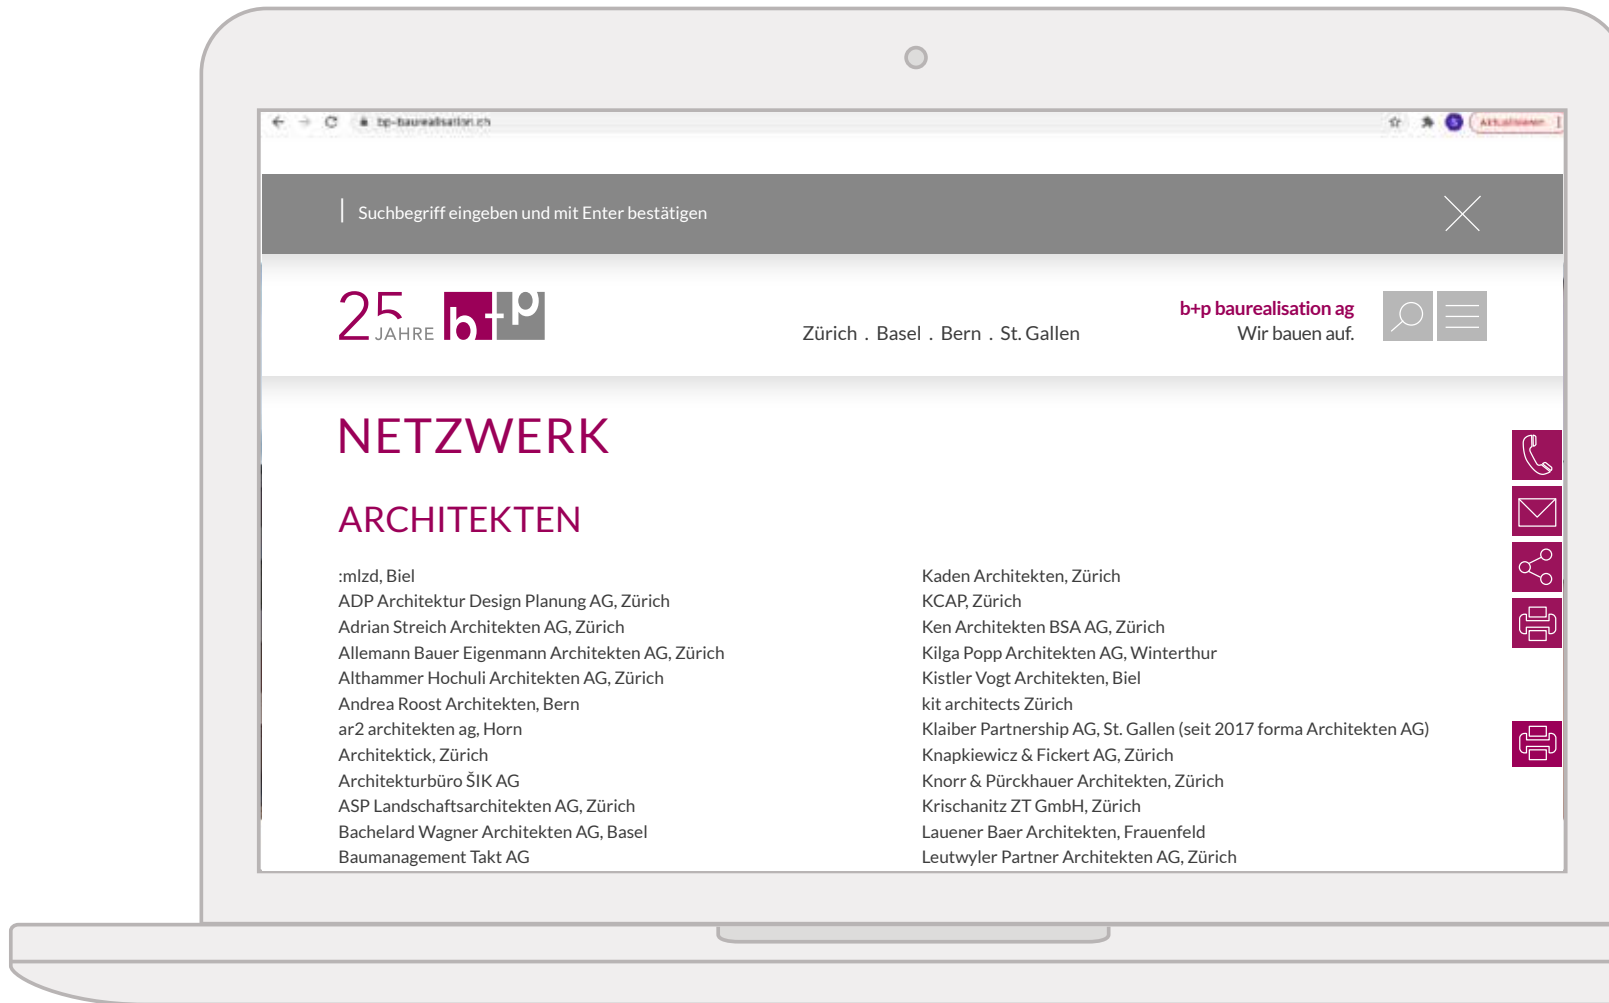 bp-baurealisation.ch
S
Aktualisieren
Suchbegriff eingeben und mit Enter bestätigen
25 JAHRE b+p
Zürich . Basel . Bern . St. Gallen
b+p baurealisation ag
Wir bauen auf.
NETZWERK
ARCHITEKTEN
:mlzd, Biel
ADP Architektur Design Planung AG, Zürich
Adrian Streich Architekten AG, Zürich
Allemann Bauer Eigenmann Architekten AG, Zürich
Althammer Hochuli Architekten AG, Zürich
Andrea Roost Architekten, Bern
ar2 architekten ag, Horn
Architektick, Zürich
Architekturbüro ŠIK AG
ASP Landschaftsarchitekten AG, Zürich
Bachelard Wagner Architekten AG, Basel
Baumanagement Takt AG
Kaden Architekten, Zürich
KCAP, Zürich
Ken Architekten BSA AG, Zürich
Kilga Popp Architekten AG, Winterthur
Kistler Vogt Architekten, Biel
kit architects Zürich
Klaiber Partnership AG, St. Gallen (seit 2017 forma Architekten AG)
Knapkiewicz & Fickert AG, Zürich
Knorr & Pürckhauer Architekten, Zürich
Krischanitz ZT GmbH, Zürich
Lauener Baer Architekten, Frauenfeld
Leutwyler Partner Architekten AG, Zürich